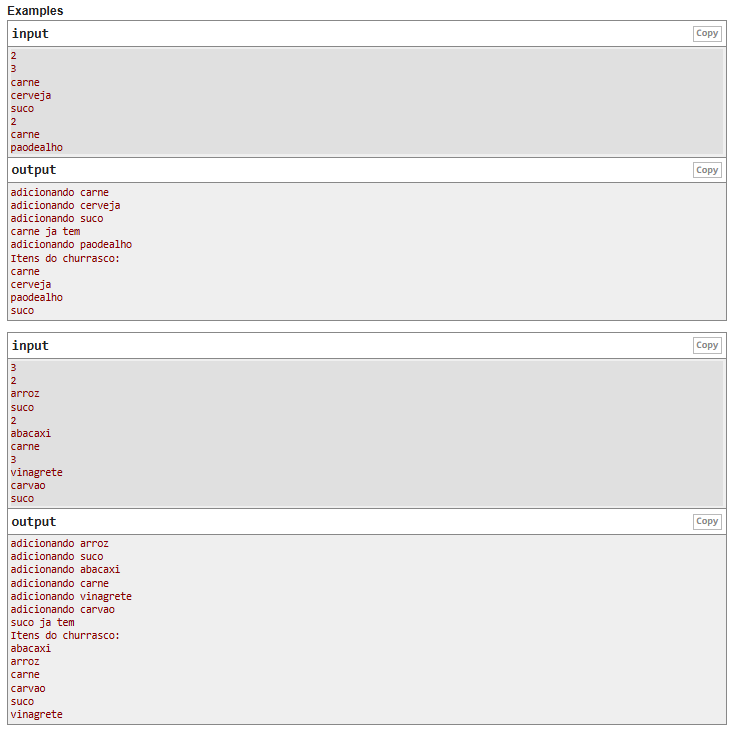 Examples
input
Copy
2
3
carne
cerveja
suco
2
carne
paodealho
output
Copy
adicionando carne
adicionando cerveja
adicionando suco
carne ja tem
adicionando paodealho
Itens do churrasco:
carne
cerveja
paodealho
suco
input
Copy
3
2
arroz
suco
2
abacaxi
carne
3
vinagrete
carvao
suco
output
Copy
adicionando arroz
adicionando suco
adicionando abacaxi
adicionando carne
adicionando vinagrete
adicionando carvao
suco ja tem
Itens do churrasco:
abacaxi
arroz
carne
carvao
suco
vinagrete